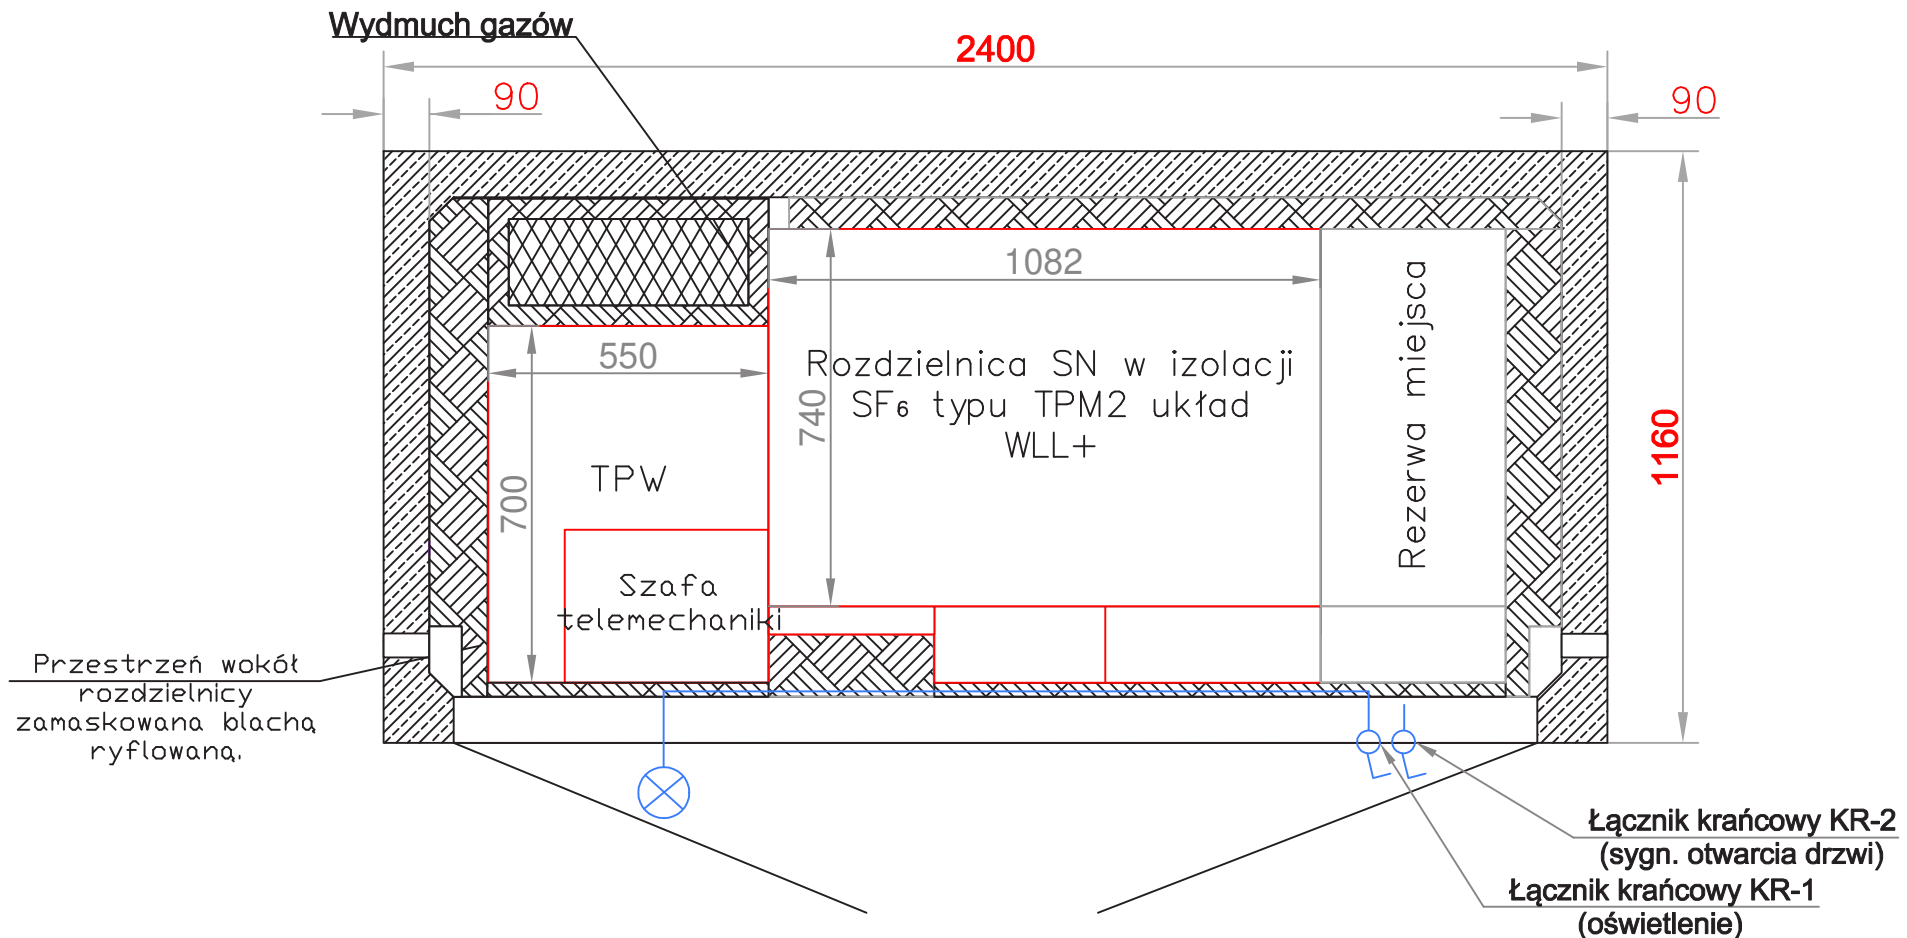 Wydmuch gazów
2400
90
90
1082
Rozdzielnica SN w izolacji
SF₆ typu TPM2 układ
WLL+
740
550
700
TPW
Szafa
telemechaniki
Rezerwa miejsca
1160
Przestrzeń wokół
rozdzielnicy
zamaskowana blachą
ryflowaną.
Łącznik krańcowy KR-2
(sygn. otwarcia drzwi)
Łącznik krańcowy KR-1
(oświetlenie)